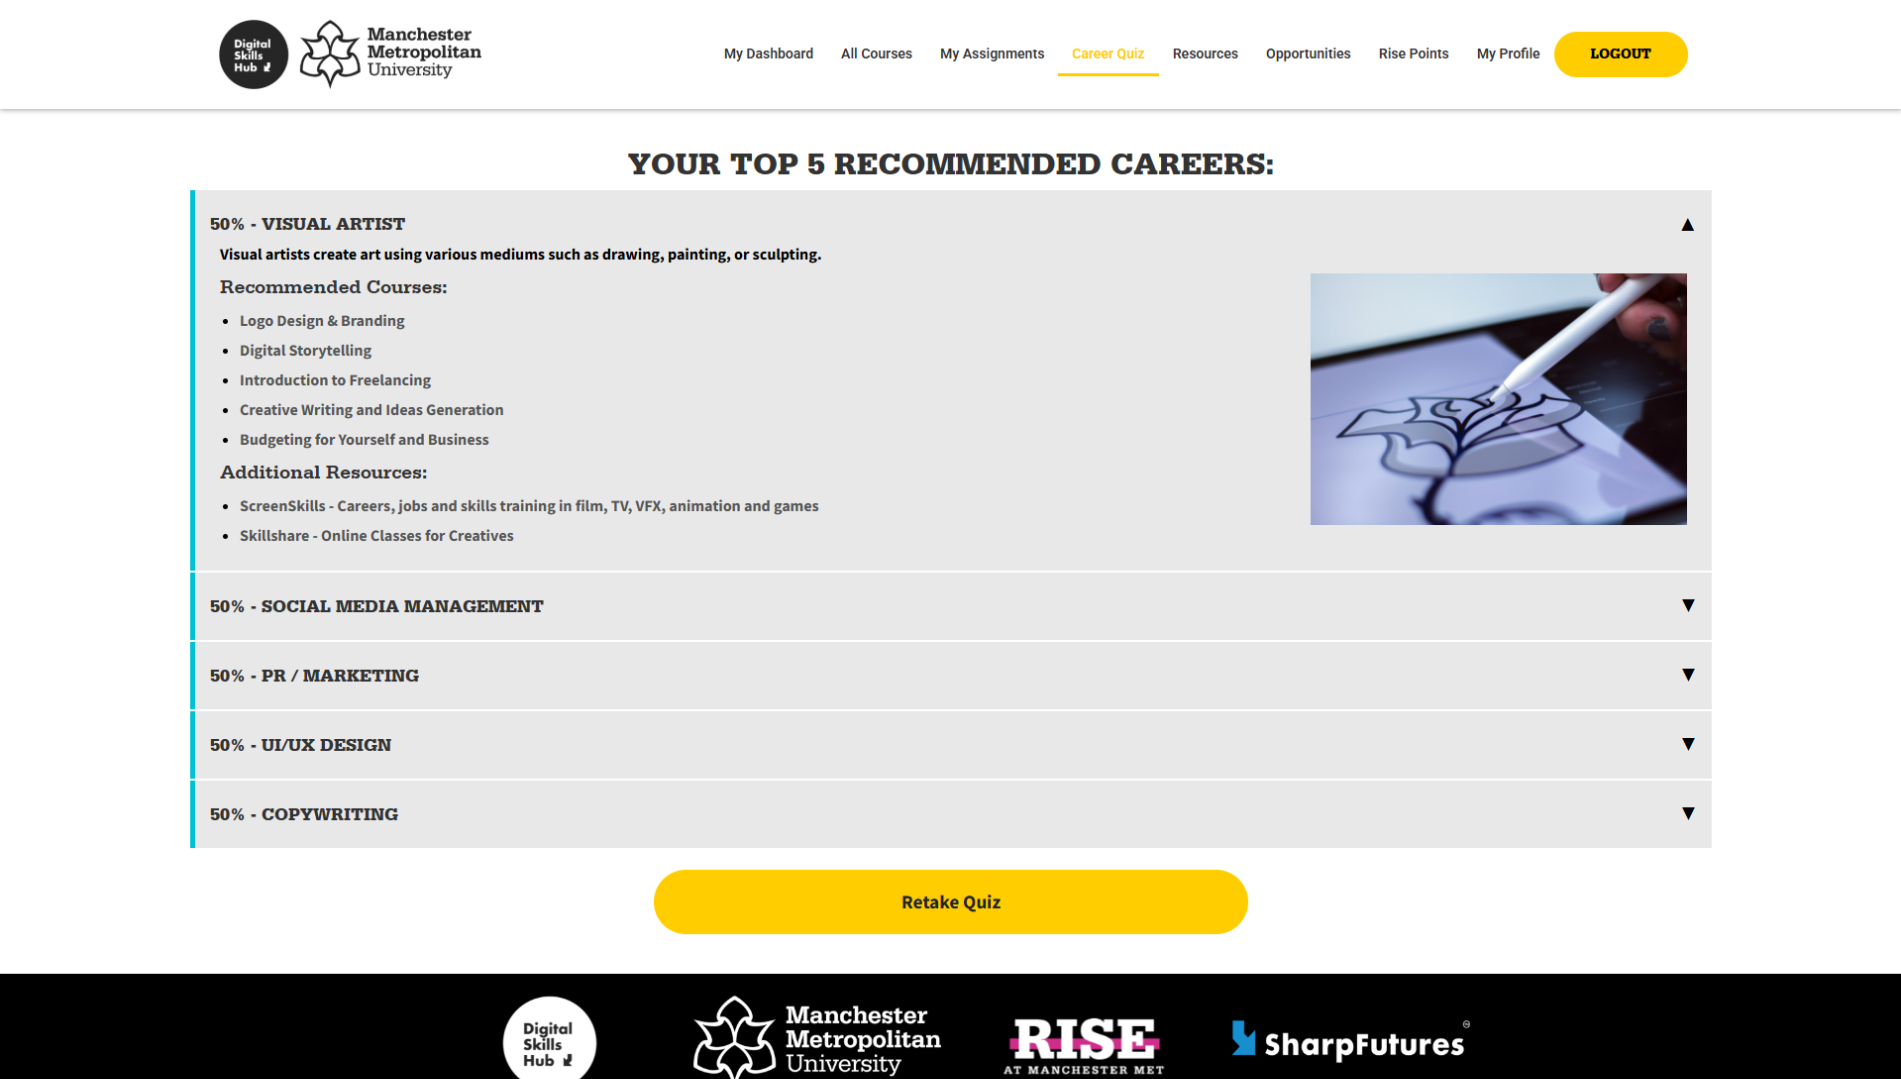 Digital
Skills
Hub
Manchester
Metropolitan
University
My Dashboard
All Courses
My Assignments
Career Quiz
Resources
Opportunities
Rise Points
My Profile
LOGOUT
YOUR TOP 5 RECOMMENDED CAREERS:
50% - VISUAL ARTIST
▲
Visual artists create art using various mediums such as drawing, painting, or sculpting.
Recommended Courses:
• Logo Design & Branding
• Digital Storytelling
• Introduction to Freelancing
• Creative Writing and Ideas Generation
• Budgeting for Yourself and Business
Additional Resources:
• ScreenSkills - Careers, jobs and skills training in film, TV, VFX, animation and games
• Skillshare - Online Classes for Creatives
50% - SOCIAL MEDIA MANAGEMENT
▼
50% - PR / MARKETING
▼
50% - UI/UX DESIGN
▼
50% - COPYWRITING
▼
Retake Quiz
Digital
Skills
Hub
Manchester
Metropolitan
University
RISE
AT MANCHESTER MET
SharpFutures